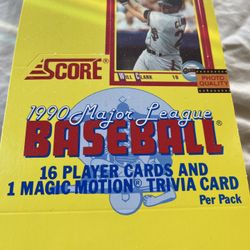 SCORE®
WILL CLARK 1B
PHOTO
QUALITY
1990 Major League
BASEBALL
16 PLAYER CARDS AND
1 MAGIC MOTION® TRIVIA CARD
Per Pack